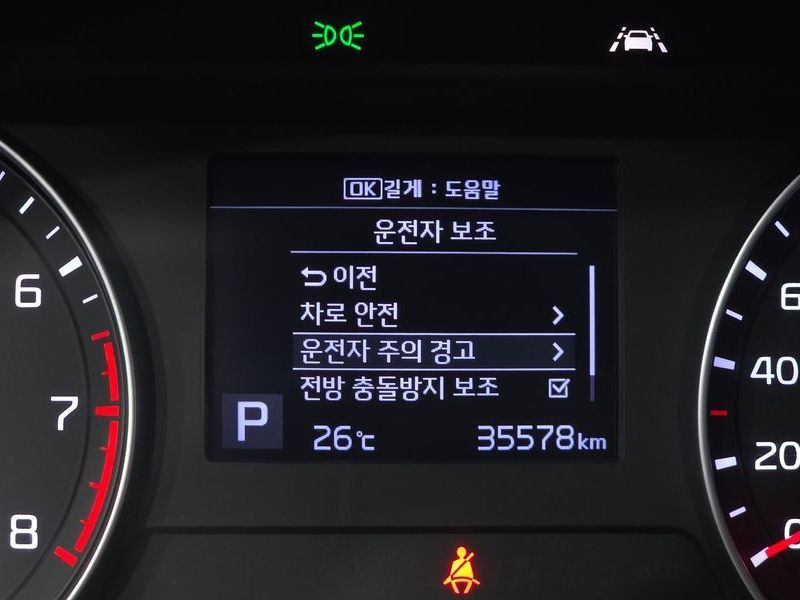 OK길게 : 도움말
운전자 보조
이전
차로 안전
운전자 주의 경고
전방 충돌방지 보조
P
26℃
35578km
6
7
8
6
40
20
0